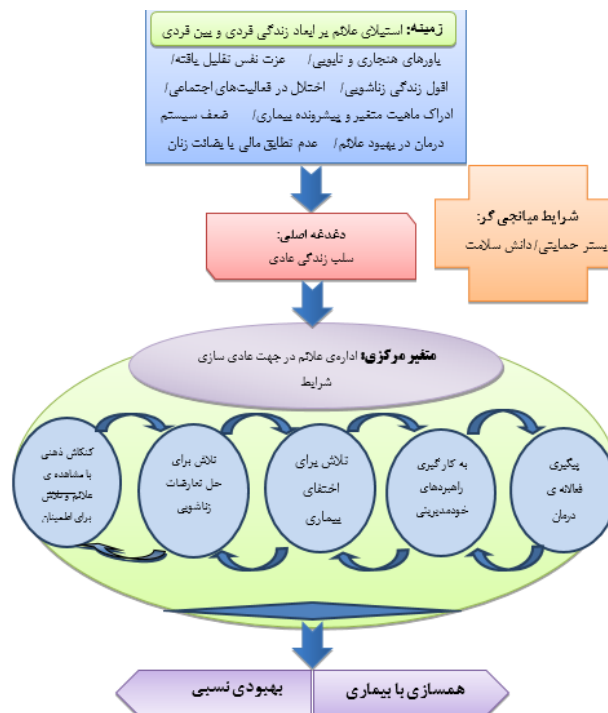 زمینه: استیلای علائم بر ابعاد زندگی فردی و بین فردی
باورهای هنجاری و نابویی/ عزت نفس تقلیل یافته/
افول زندگی زناشویی/ اختلال در فعالیت‌های اجتماعی/
ادراک ماهیت متغیر و پیشرونده بیماری/ ضعف سیستم
درمان در بهبود علائم/ عدم تطابق مالی با بضاعت زنان
شرایط میانجی گر:
بستر حمایتی/ دانش سلامت
دغدغه اصلی:
سلب زندگی عادی
متغیر مرکزی: اداره‌ی علائم در جهت عادی سازی
شرایط
کنکاش ذهنی
با مشاهده ی
علائم و تلاش
برای اطمینان
تلاش برای
حل تعارضات
زناشویی
تلاش برای
اختفای
بیماری
به کار گیری
راهبردهای
خودمدیریتی
پیگیری
فعالانه ی
درمان
همسازی با بیماری
بهبودی نسبی